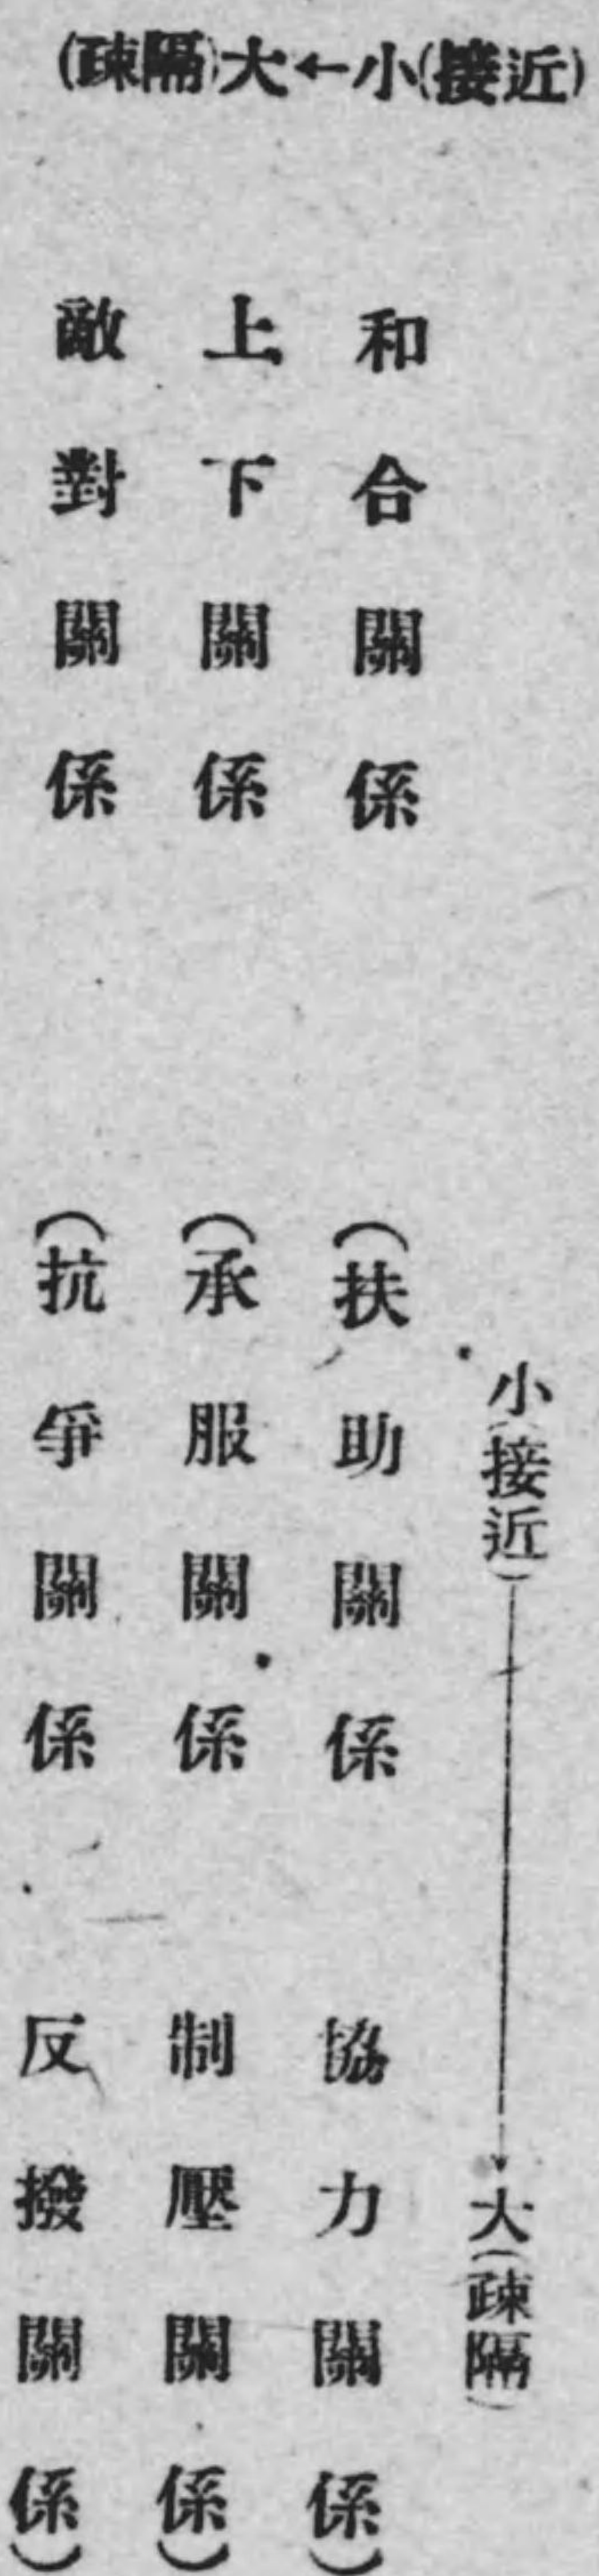 (疎隔)大←小(接近)
小(接近)→大(疎隔)
和合關係 (扶助關係 協力關係)
上下關係 (承服關係 制壓關係)
敵對關係 (抗爭關係 反撥關係)